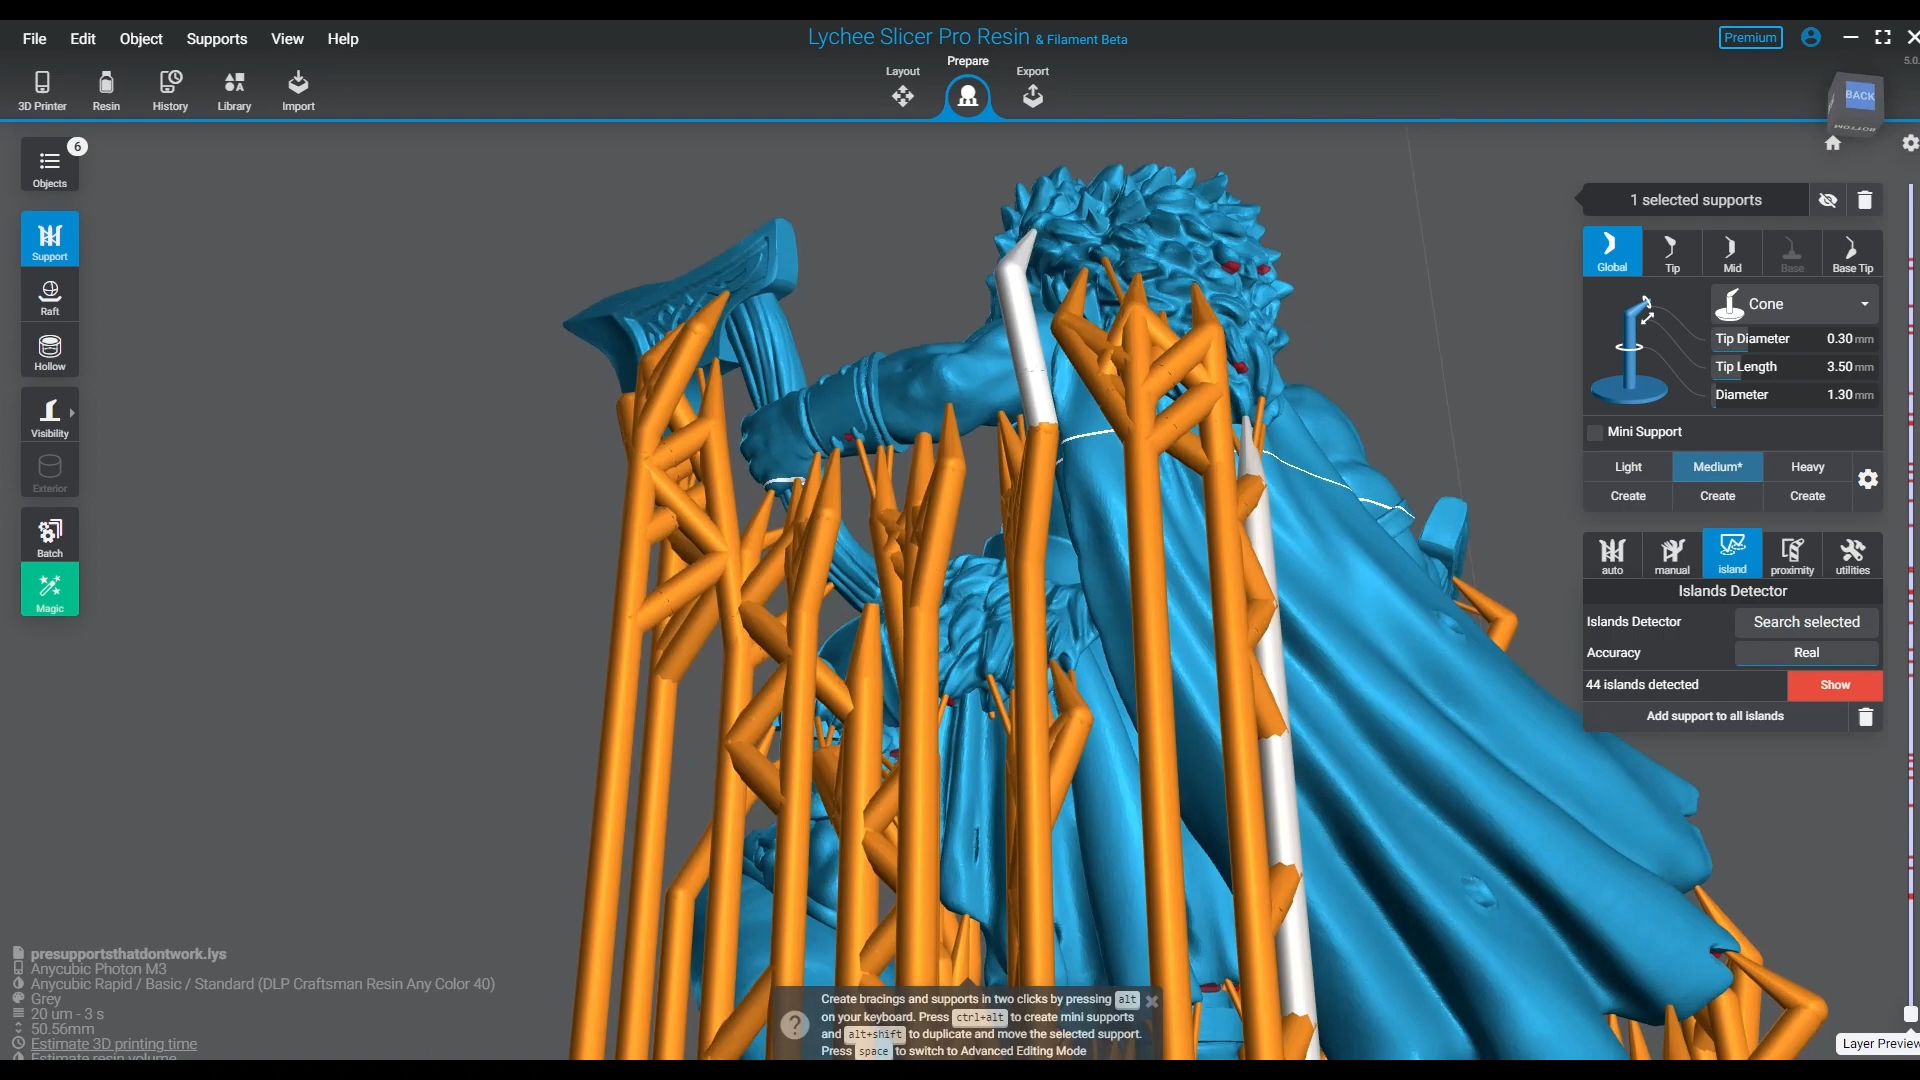 File Edit Object Supports View Help
Lychee Slicer Pro Resin & Filament Beta
Premium
5.0.
3D Printer Resin History Library Import
Layout Prepare Export
BACK
BOTTOM
6
Objects
Support
Raft
Hollow
Visibility
Exterior
Batch
Magic
1 selected supports
Global Tip Mid Base Base Tip
Cone
Tip Diameter 0.30 mm
Tip Length 3.50 mm
Diameter 1.30 mm
Mini Support
Light Medium* Heavy
Create Create Create
auto manual island proximity utilities
Islands Detector
Islands Detector Search selected
Accuracy Real
44 islands detected Show
Add support to all islands
presupportsthatdontwork.lys
Anycubic Photon M3
Anycubic Rapid / Basic / Standard (DLP Craftsman Resin Any Color 40)
Grey
20 um - 3 s
50.56mm
Estimate 3D printing time
Estimate resin volume
Create bracings and supports in two clicks by pressing alt
on your keyboard. Press ctrl+alt to create mini supports
and alt+shift to duplicate and move the selected support.
Press space to switch to Advanced Editing Mode
Layer Preview